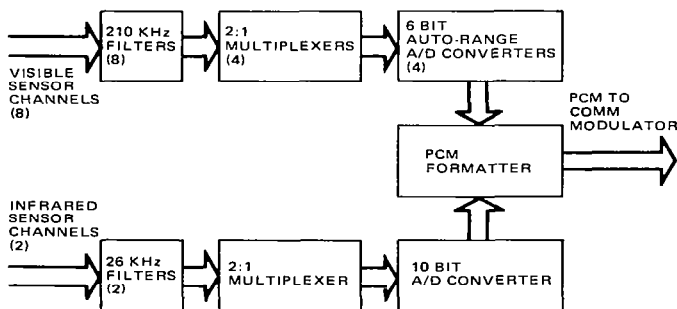 VISIBLE
SENSOR
CHANNELS
(8)
210 KHz
FILTERS
(8)
2:1
MULTIPLEXERS
(4)
6 BIT
AUTO-RANGE
A/D CONVERTERS
(4)
PCM
FORMATTER
PCM TO
COMM
MODULATOR
INFRARED
SENSOR
CHANNELS
(2)
26 KHz
FILTERS
(2)
2:1
MULTIPLEXER
10 BIT
A/D CONVERTER